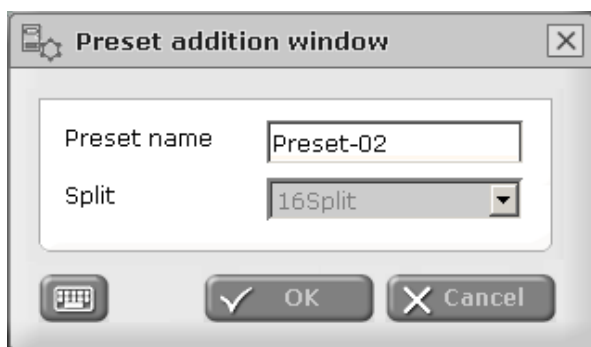 Preset addition window
Preset name
Preset-02
Split
16Split
OK
Cancel